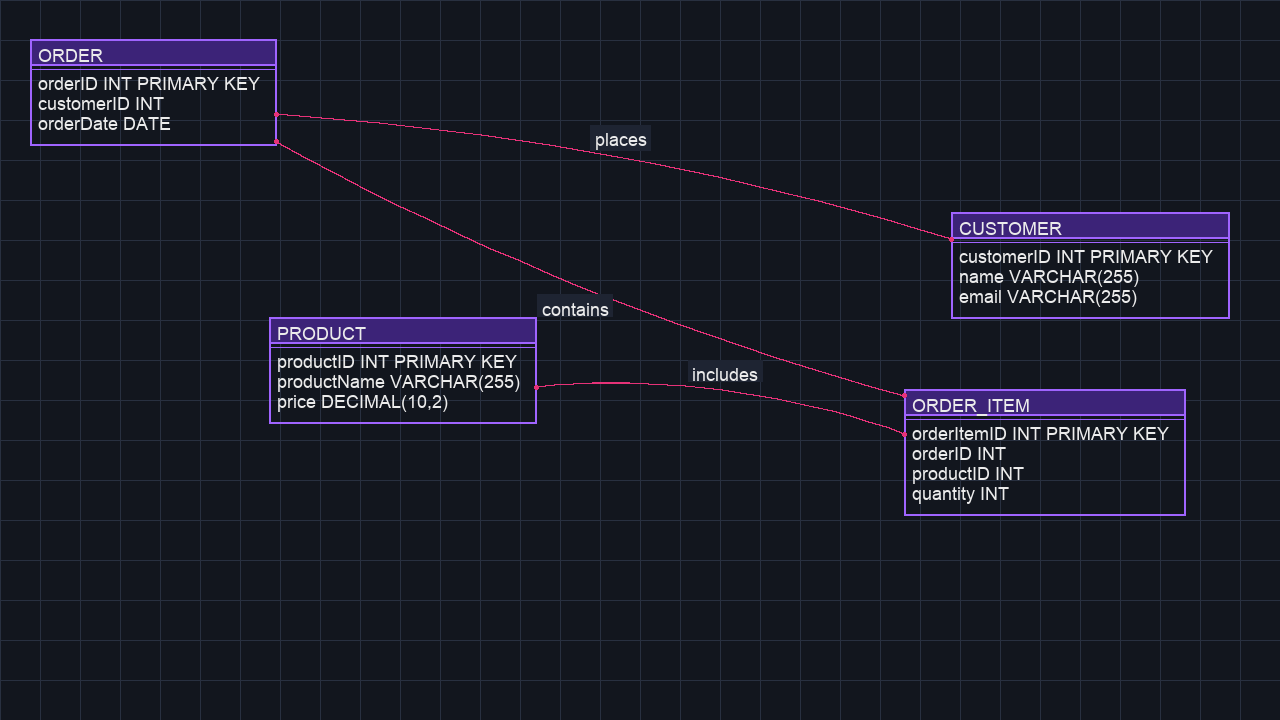 ORDER
orderID INT PRIMARY KEY
customerID INT
orderDate DATE
places
CUSTOMER
customerID INT PRIMARY KEY
name VARCHAR(255)
email VARCHAR(255)
contains
PRODUCT
productID INT PRIMARY KEY
productName VARCHAR(255)
price DECIMAL(10,2)
includes
ORDER_ITEM
orderItemID INT PRIMARY KEY
orderID INT
productID INT
quantity INT